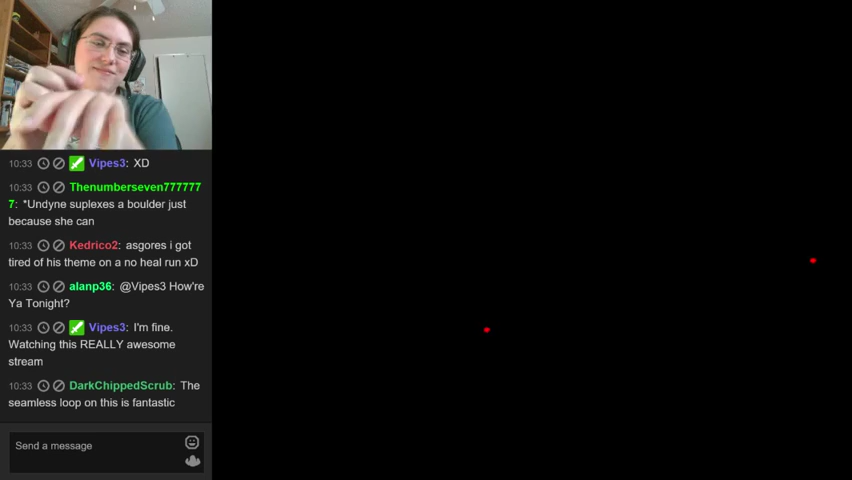 10:33 Vipes3: XD
10:33 Thenumberseven777777
7: *Undyne suplexes a boulder just
because she can
10:33 Kedrico2: asgores i got
tired of his theme on a no heal run xD
10:33 alanp36: @Vipes3 How're
Ya Tonight?
10:33 Vipes3: I'm fine.
Watching this REALLY awesome
stream
10:33 DarkChippedScrub: The
seamless loop on this is fantastic
Send a message